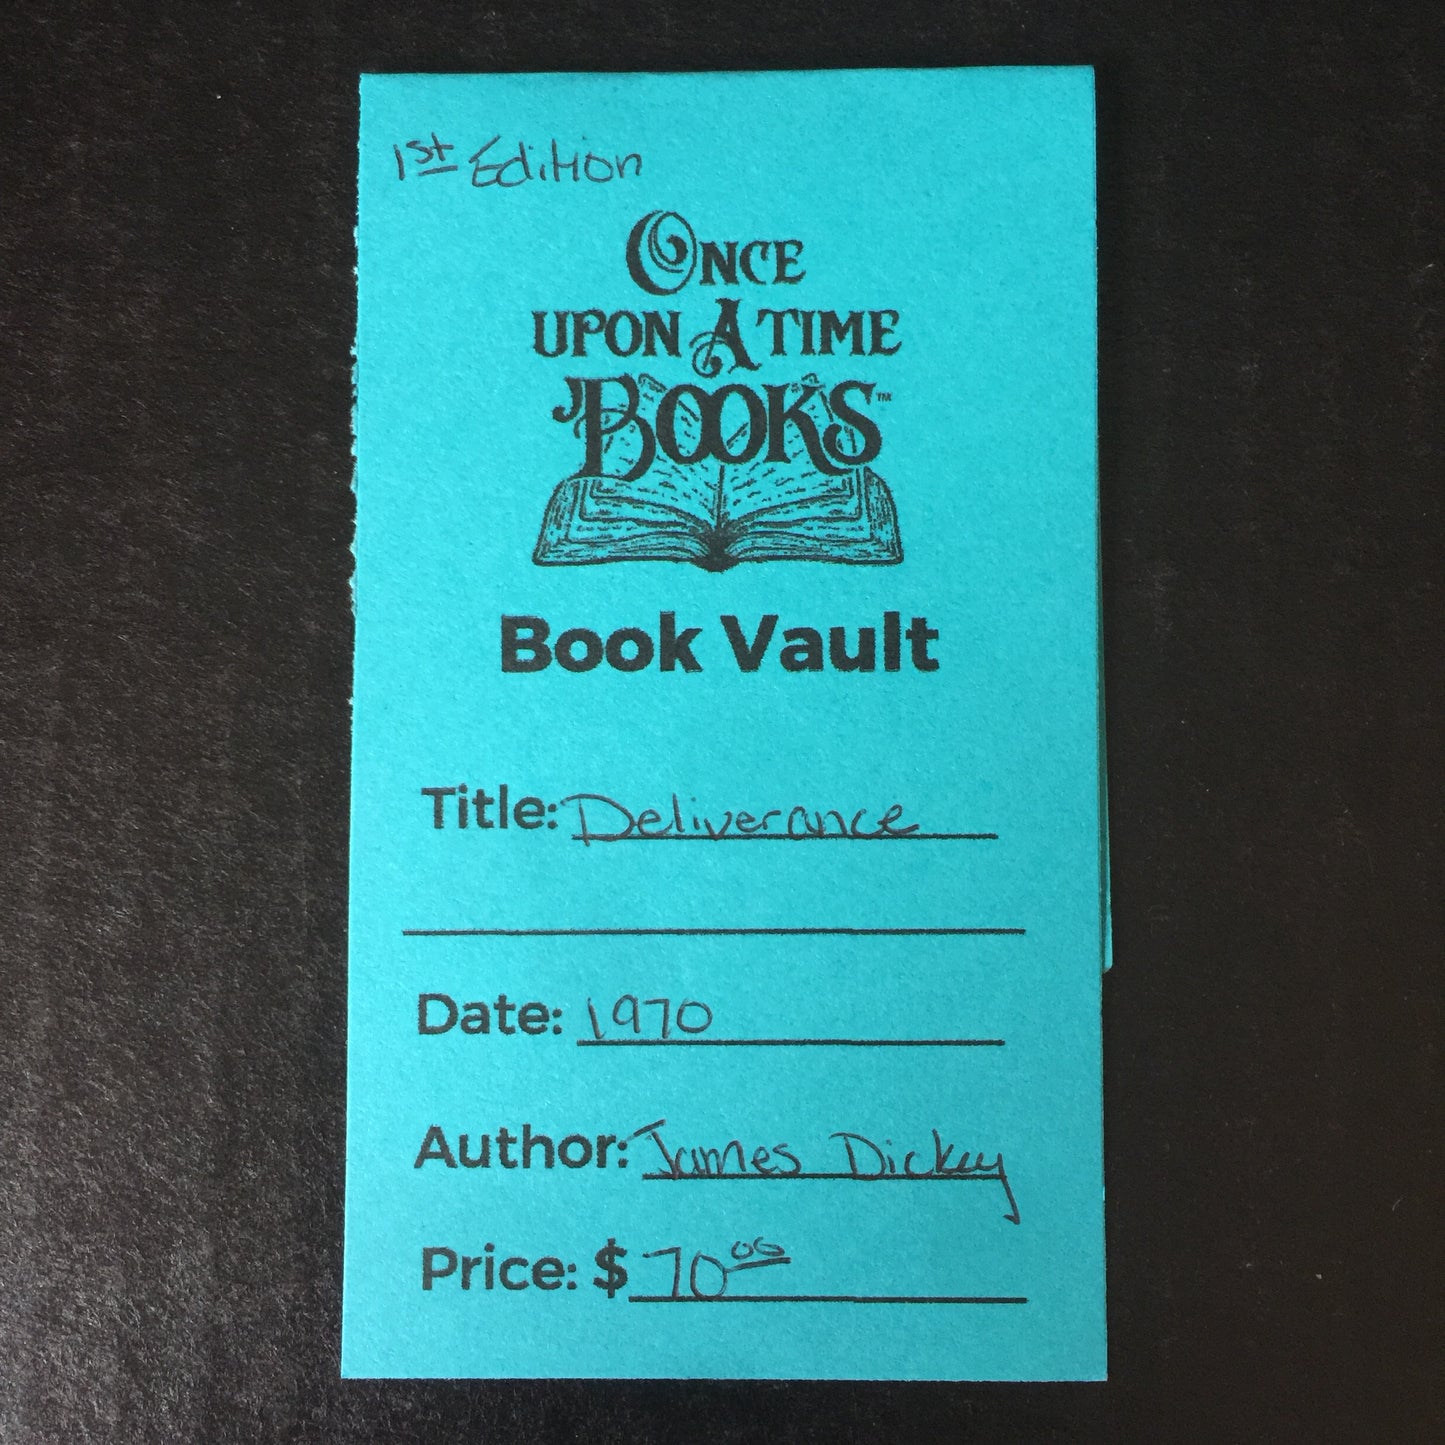 1st Edition
ONCE
UPON A TIME
BOOKS™
Book Vault
Title: Deliverance
Date: 1970
Author: James Dickey
Price: $ 70 00